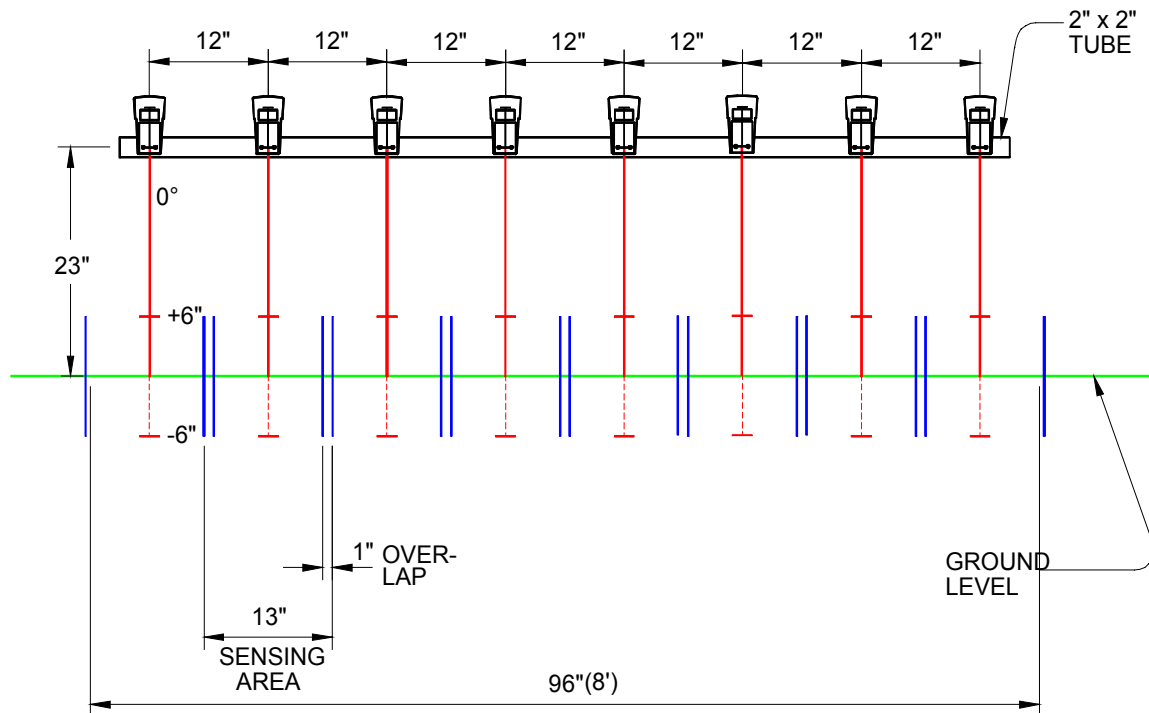 12" 12" 12" 12" 12" 12" 12"
2" x 2"
TUBE
0°
23"
+6"
-6"
1" OVER-
LAP
GROUND
LEVEL
13"
SENSING
AREA
96"(8')